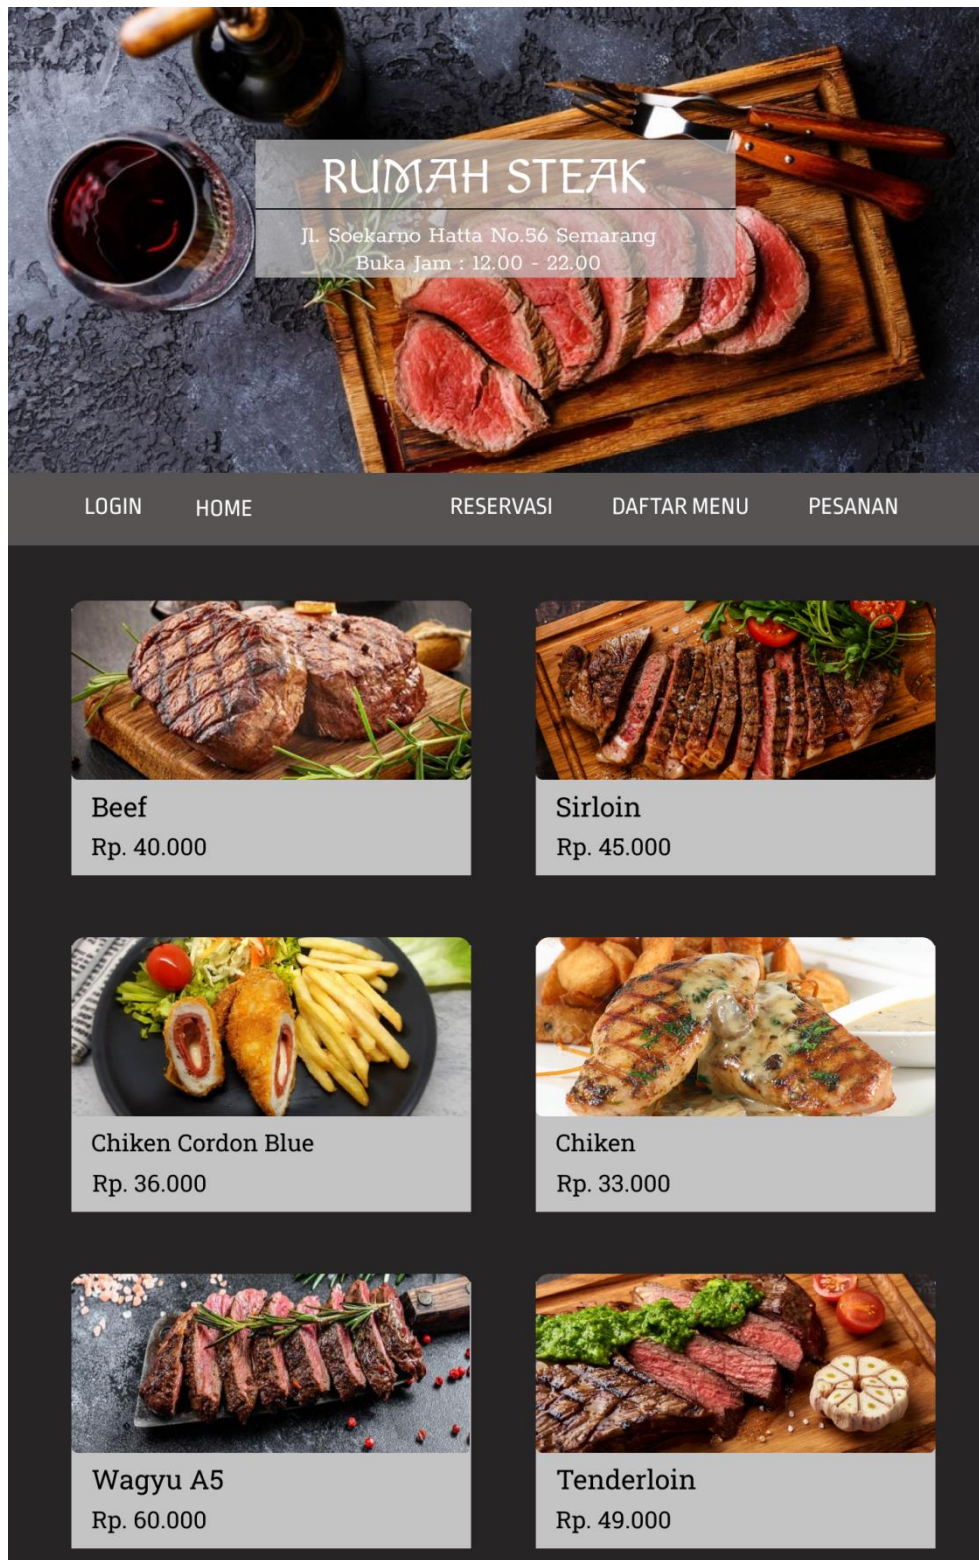 RUMAH STEAK
Jl. Soekarno Hatta No.56 Semarang
Buka Jam : 12.00 - 22.00
LOGIN HOME RESERVASI DAFTAR MENU PESANAN
Beef
Rp. 40.000
Sirloin
Rp. 45.000
Chiken Cordon Blue
Rp. 36.000
Chiken
Rp. 33.000
Wagyu A5
Rp. 60.000
Tenderloin
Rp. 49.000